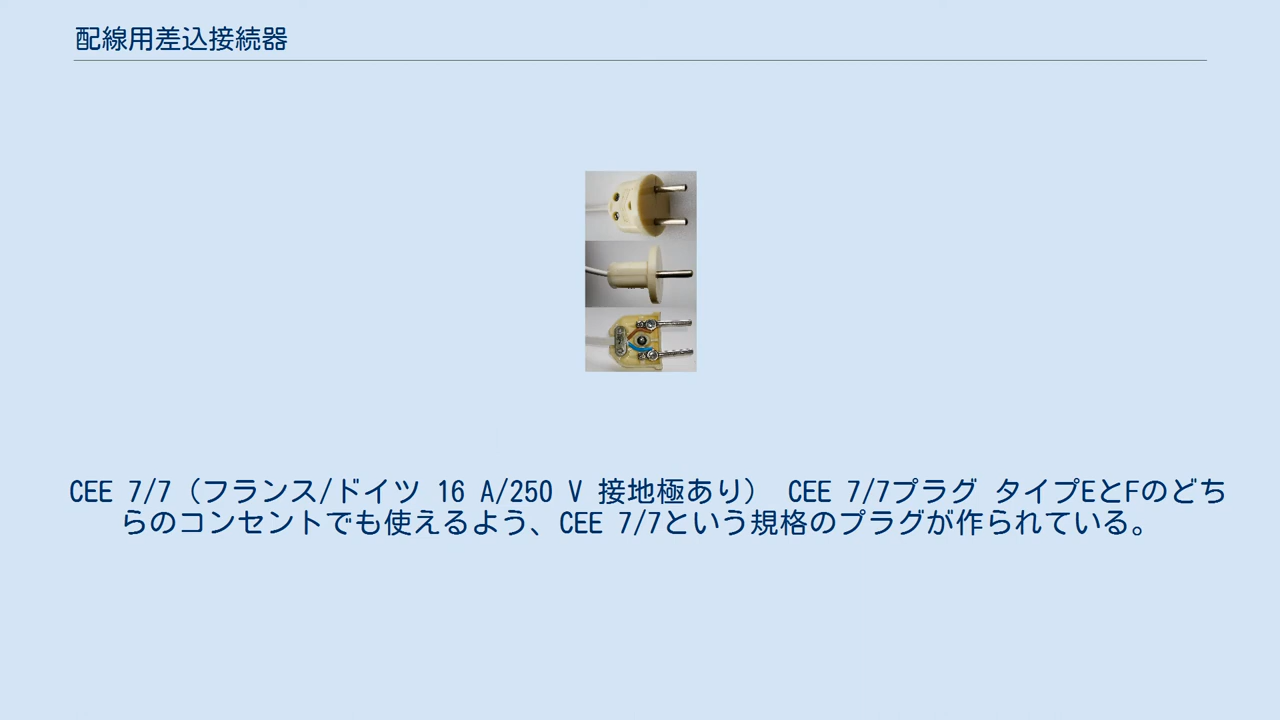 配線用差込接続器
CEE 7/7（フランス/ドイツ 16 A/250 V 接地極あり） CEE 7/7プラグ タイプEとFのどち
らのコンセントでも使えるよう、CEE 7/7という規格のプラグが作られている。